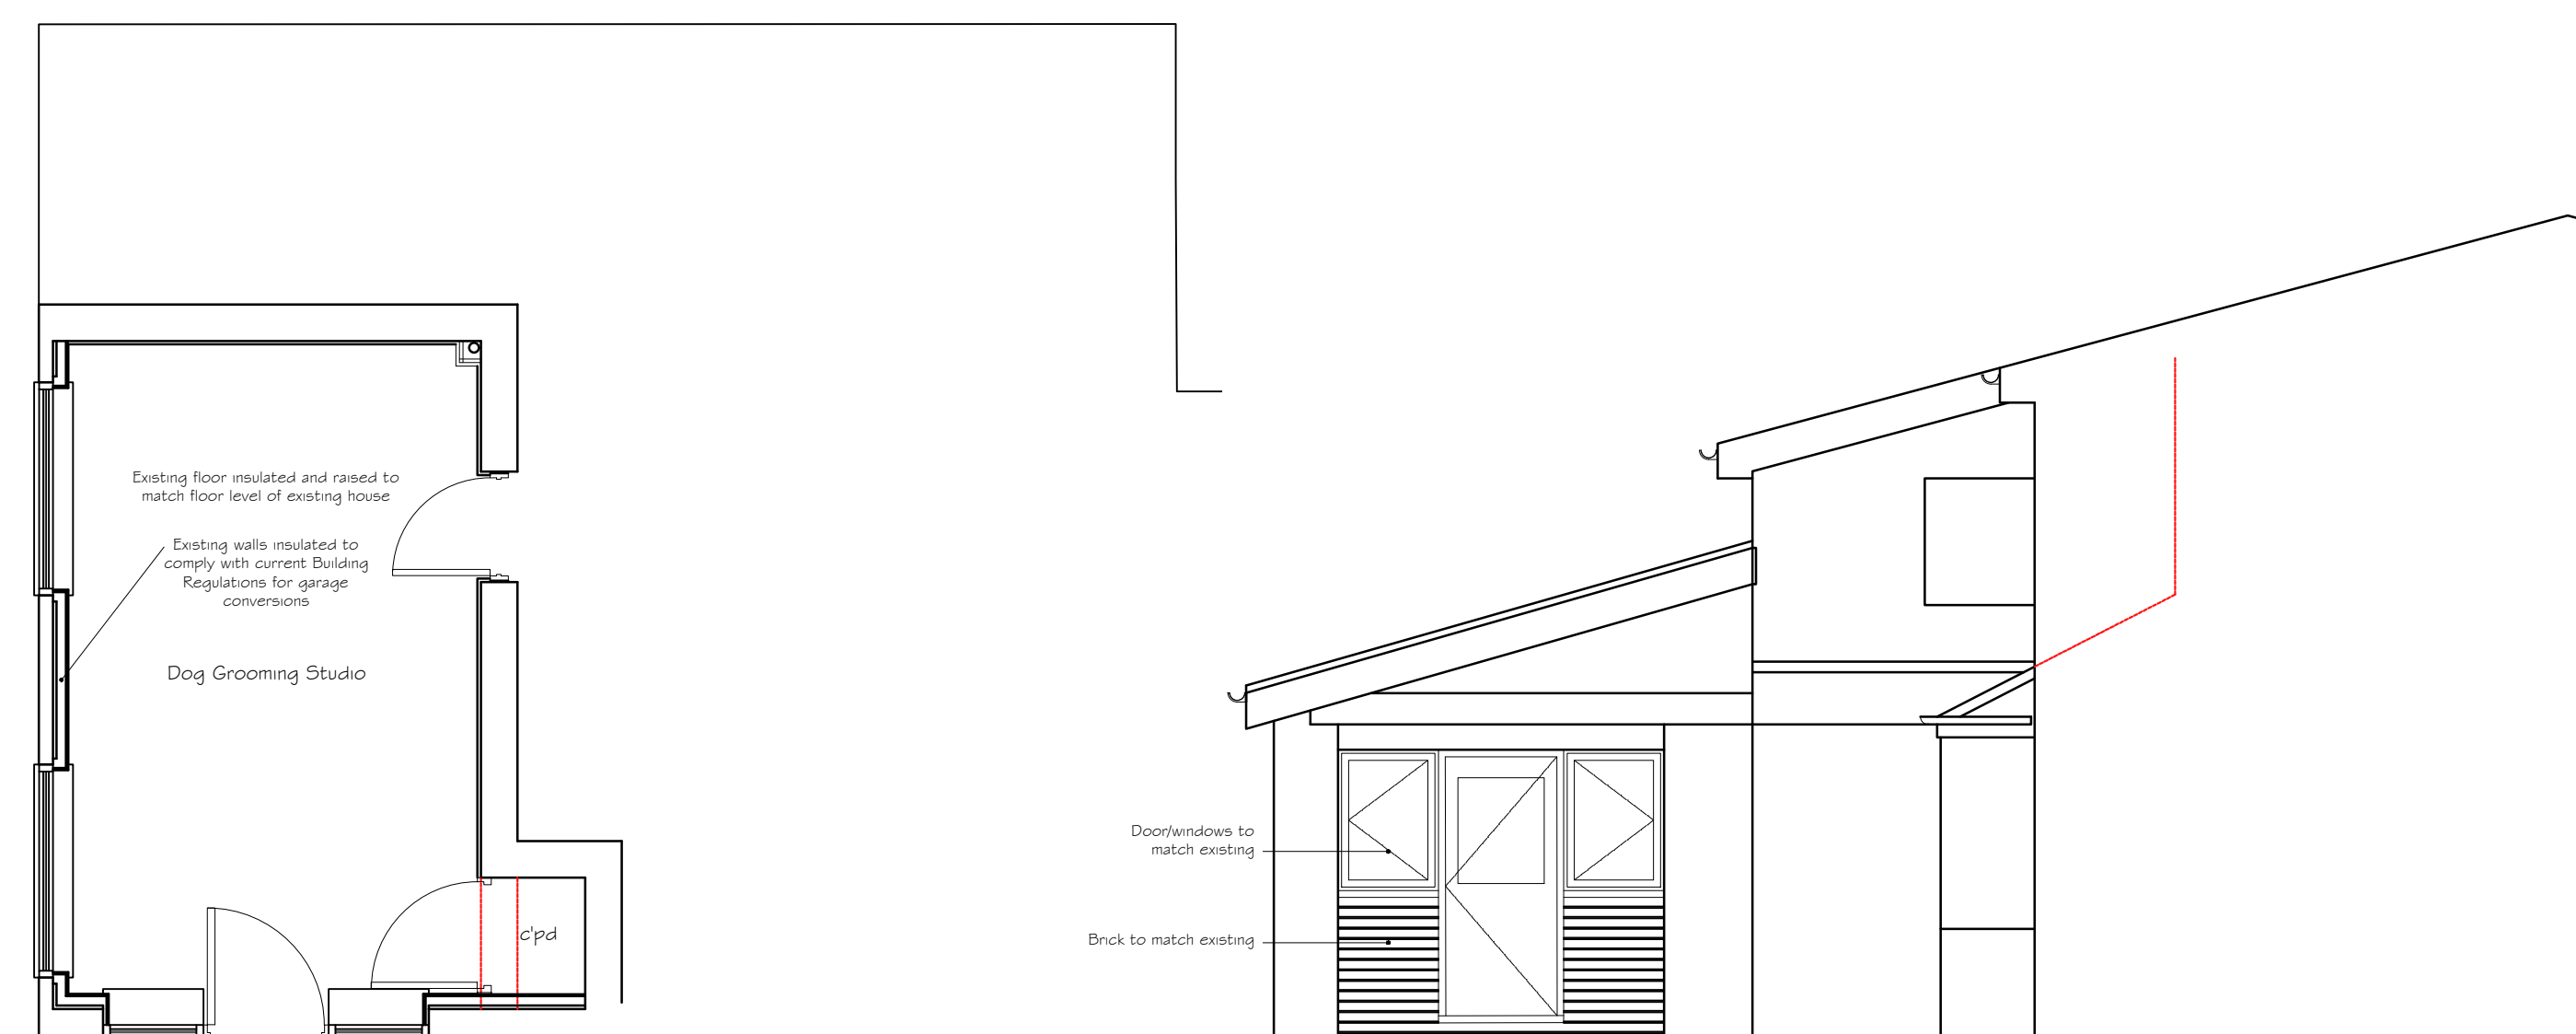 Existing floor insulated and raised to
match floor level of existing house
Existing walls insulated to
comply with current Building
Regulations for garage
conversions
Dog Grooming Studio
c'pd
Door/windows to
match existing
Brick to match existing